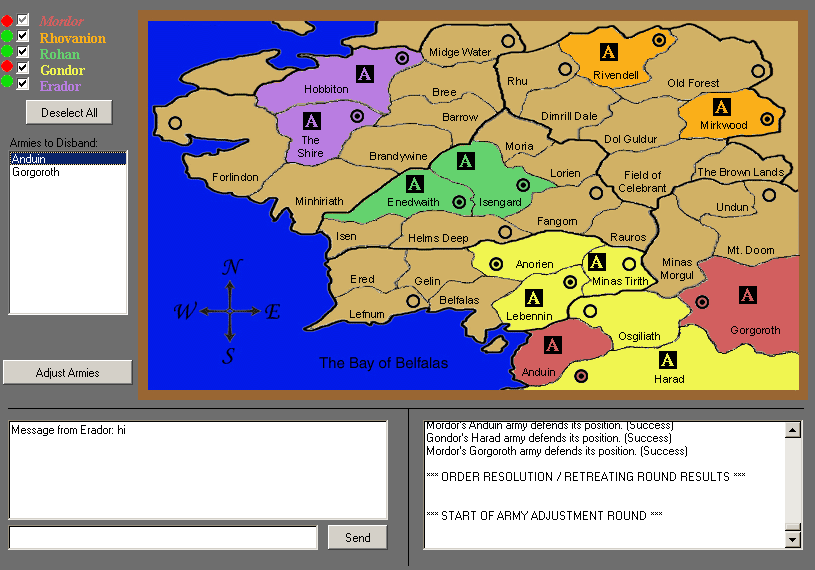 Mordor
Rhovanion
Rohan
Gondor
Erador
Deselect All
Armies to Disband:
Anduin
Gorgoroth
Adjust Armies
Midge Water
Rhu
A
Rivendell
Old Forest
A
Hobbiton
Bree
Barrow
Dimrill Dale
A
Mirkwood
A
The
Shire
Dol Guldur
Brandywine
Moria
A
Forlindon
Lorien
Field of
Celebrant
The Brown Lands
A
Minhiriath
Enedwaith
Isengard
Undun
Fangorn
Isen
Helms Deep
Rauros
Mt. Doom
Anorien
A
Minas
Morgul
N
W E
S
Ered
Gelin
Minas Tirith
Belfalas
A
A
Lefnum
Lebennin
Osgiliath
Gorgoroth
A
The Bay of Belfalas
Anduin
A
Harad
Message from Erador: hi
Send
Mordor's Anduin army defends its position. (Success)
Gondor's Harad army defends its position. (Success)
Mordor's Gorgoroth army defends its position. (Success)
*** ORDER RESOLUTION / RETREATING ROUND RESULTS ***
*** START OF ARMY ADJUSTMENT ROUND ***